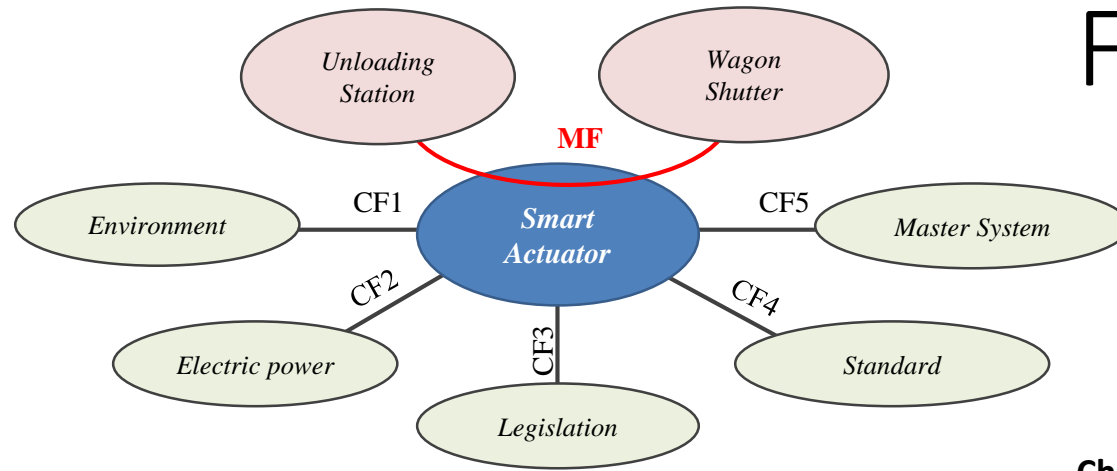 Unloading
Station
Wagon
Shutter
F
MF
CF1
CF5
Environment
Smart
Actuator
Master System
CF2
CF4
Electric power
CF3
Standard
Legislation
Ch